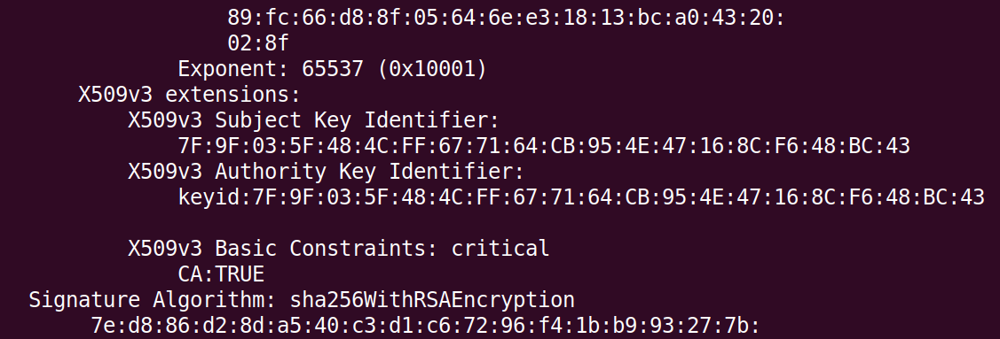 89:fc:66:d8:8f:05:64:6e:e3:18:13:bc:a0:43:20:
02:8f
Exponent: 65537 (0x10001)
X509v3 extensions:
X509v3 Subject Key Identifier:
7F:9F:03:5F:48:4C:FF:67:71:64:CB:95:4E:47:16:8C:F6:48:BC:43
X509v3 Authority Key Identifier:
keyid:7F:9F:03:5F:48:4C:FF:67:71:64:CB:95:4E:47:16:8C:F6:48:BC:43
X509v3 Basic Constraints: critical
CA:TRUE
Signature Algorithm: sha256WithRSAEncryption
7e:d8:86:d2:8d:a5:40:c3:d1:c6:72:96:f4:1b:b9:93:27:7b: